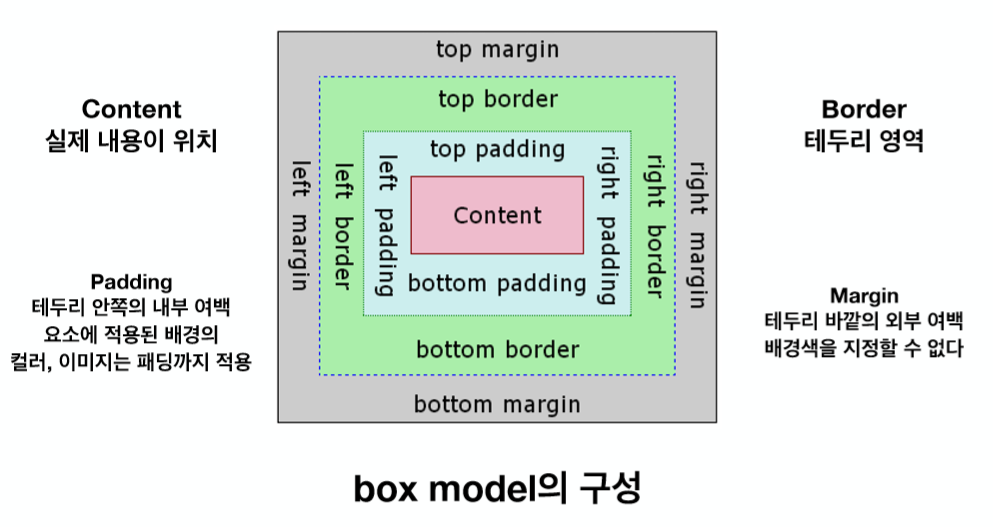 Content
실제 내용이 위치
Padding
테두리 안쪽의 내부 여백
요소에 적용된 배경의
컬러, 이미지는 패딩까지 적용
top margin
top border
top padding
left margin
left border
left padding
Content
right padding
right border
right margin
bottom padding
bottom border
bottom margin
Border
테두리 영역
Margin
테두리 바깥의 외부 여백
배경색을 지정할 수 없다
box model의 구성